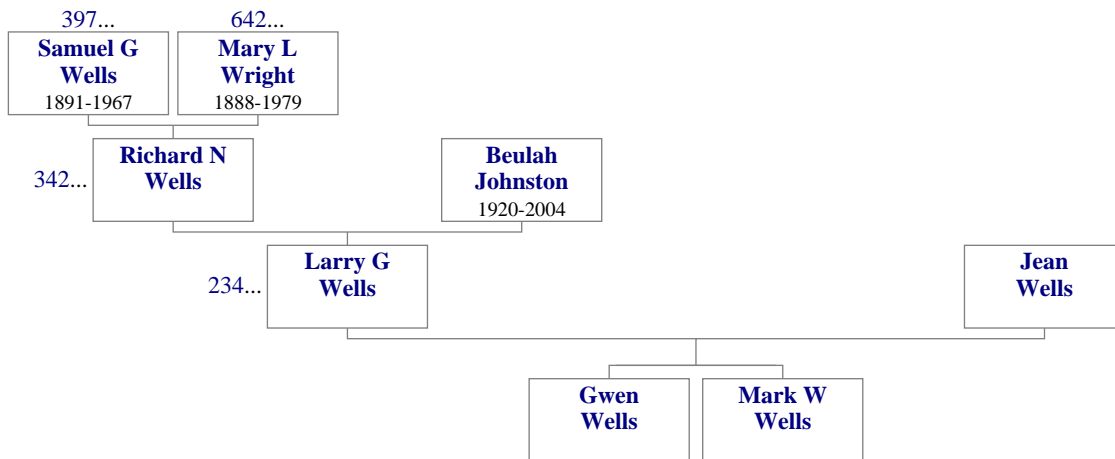 397...
642...
Samuel G
Wells
1891-1967
Mary L
Wright
1888-1979
342...
Richard N
Wells
Beulah
Johnston
1920-2004
234...
Larry G
Wells
Jean
Wells
Gwen
Wells
Mark W
Wells